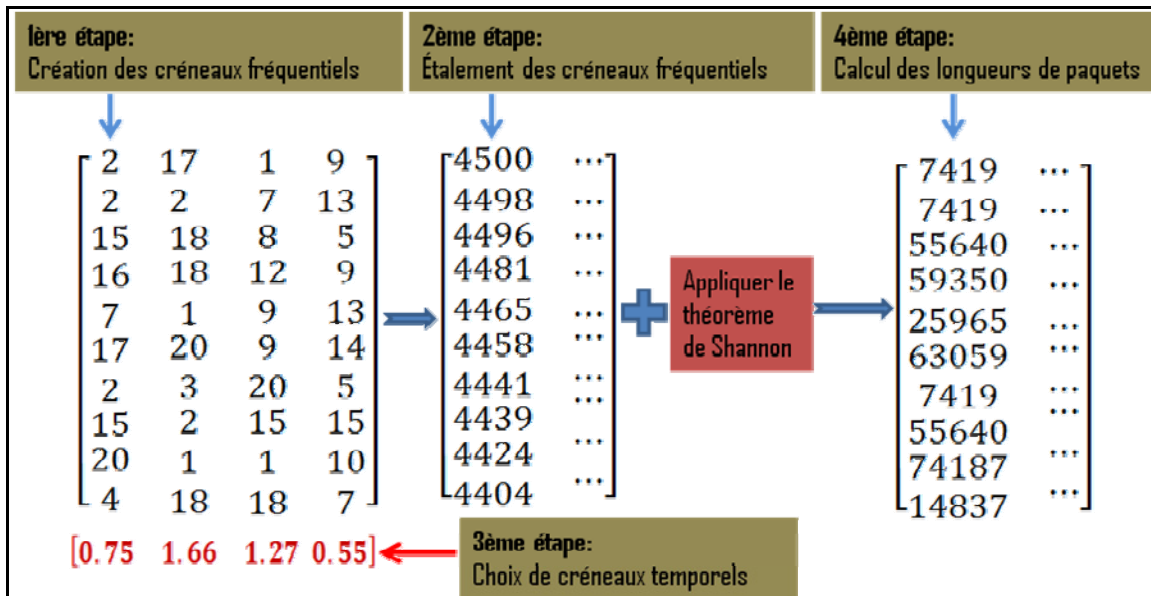 1ère étape:
Création des créneaux fréquentiels
2ème étape:
Étalement des créneaux fréquentiels
4ème étape:
Calcul des longueurs de paquets
2 17 1 9
2 2 7 13
15 18 8 5
16 18 12 9
7 1 9 13
17 20 9 14
2 3 20 5
15 2 15 15
20 1 1 10
4 18 18 7
4500 ...
4498 ...
4496 ...
4481 ...
4465 ...
4458 ...
4441 ...
4439 ...
4424 ...
4404 ...
Appliquer le
théorème
de Shannon
7419 ...
7419 ...
55640 ...
59350 ...
25965 ...
63059 ...
7419 ...
55640 ...
74187 ...
14837 ...
[0.75 1.66 1.27 0.55]
3ème étape:
Choix de créneaux temporels